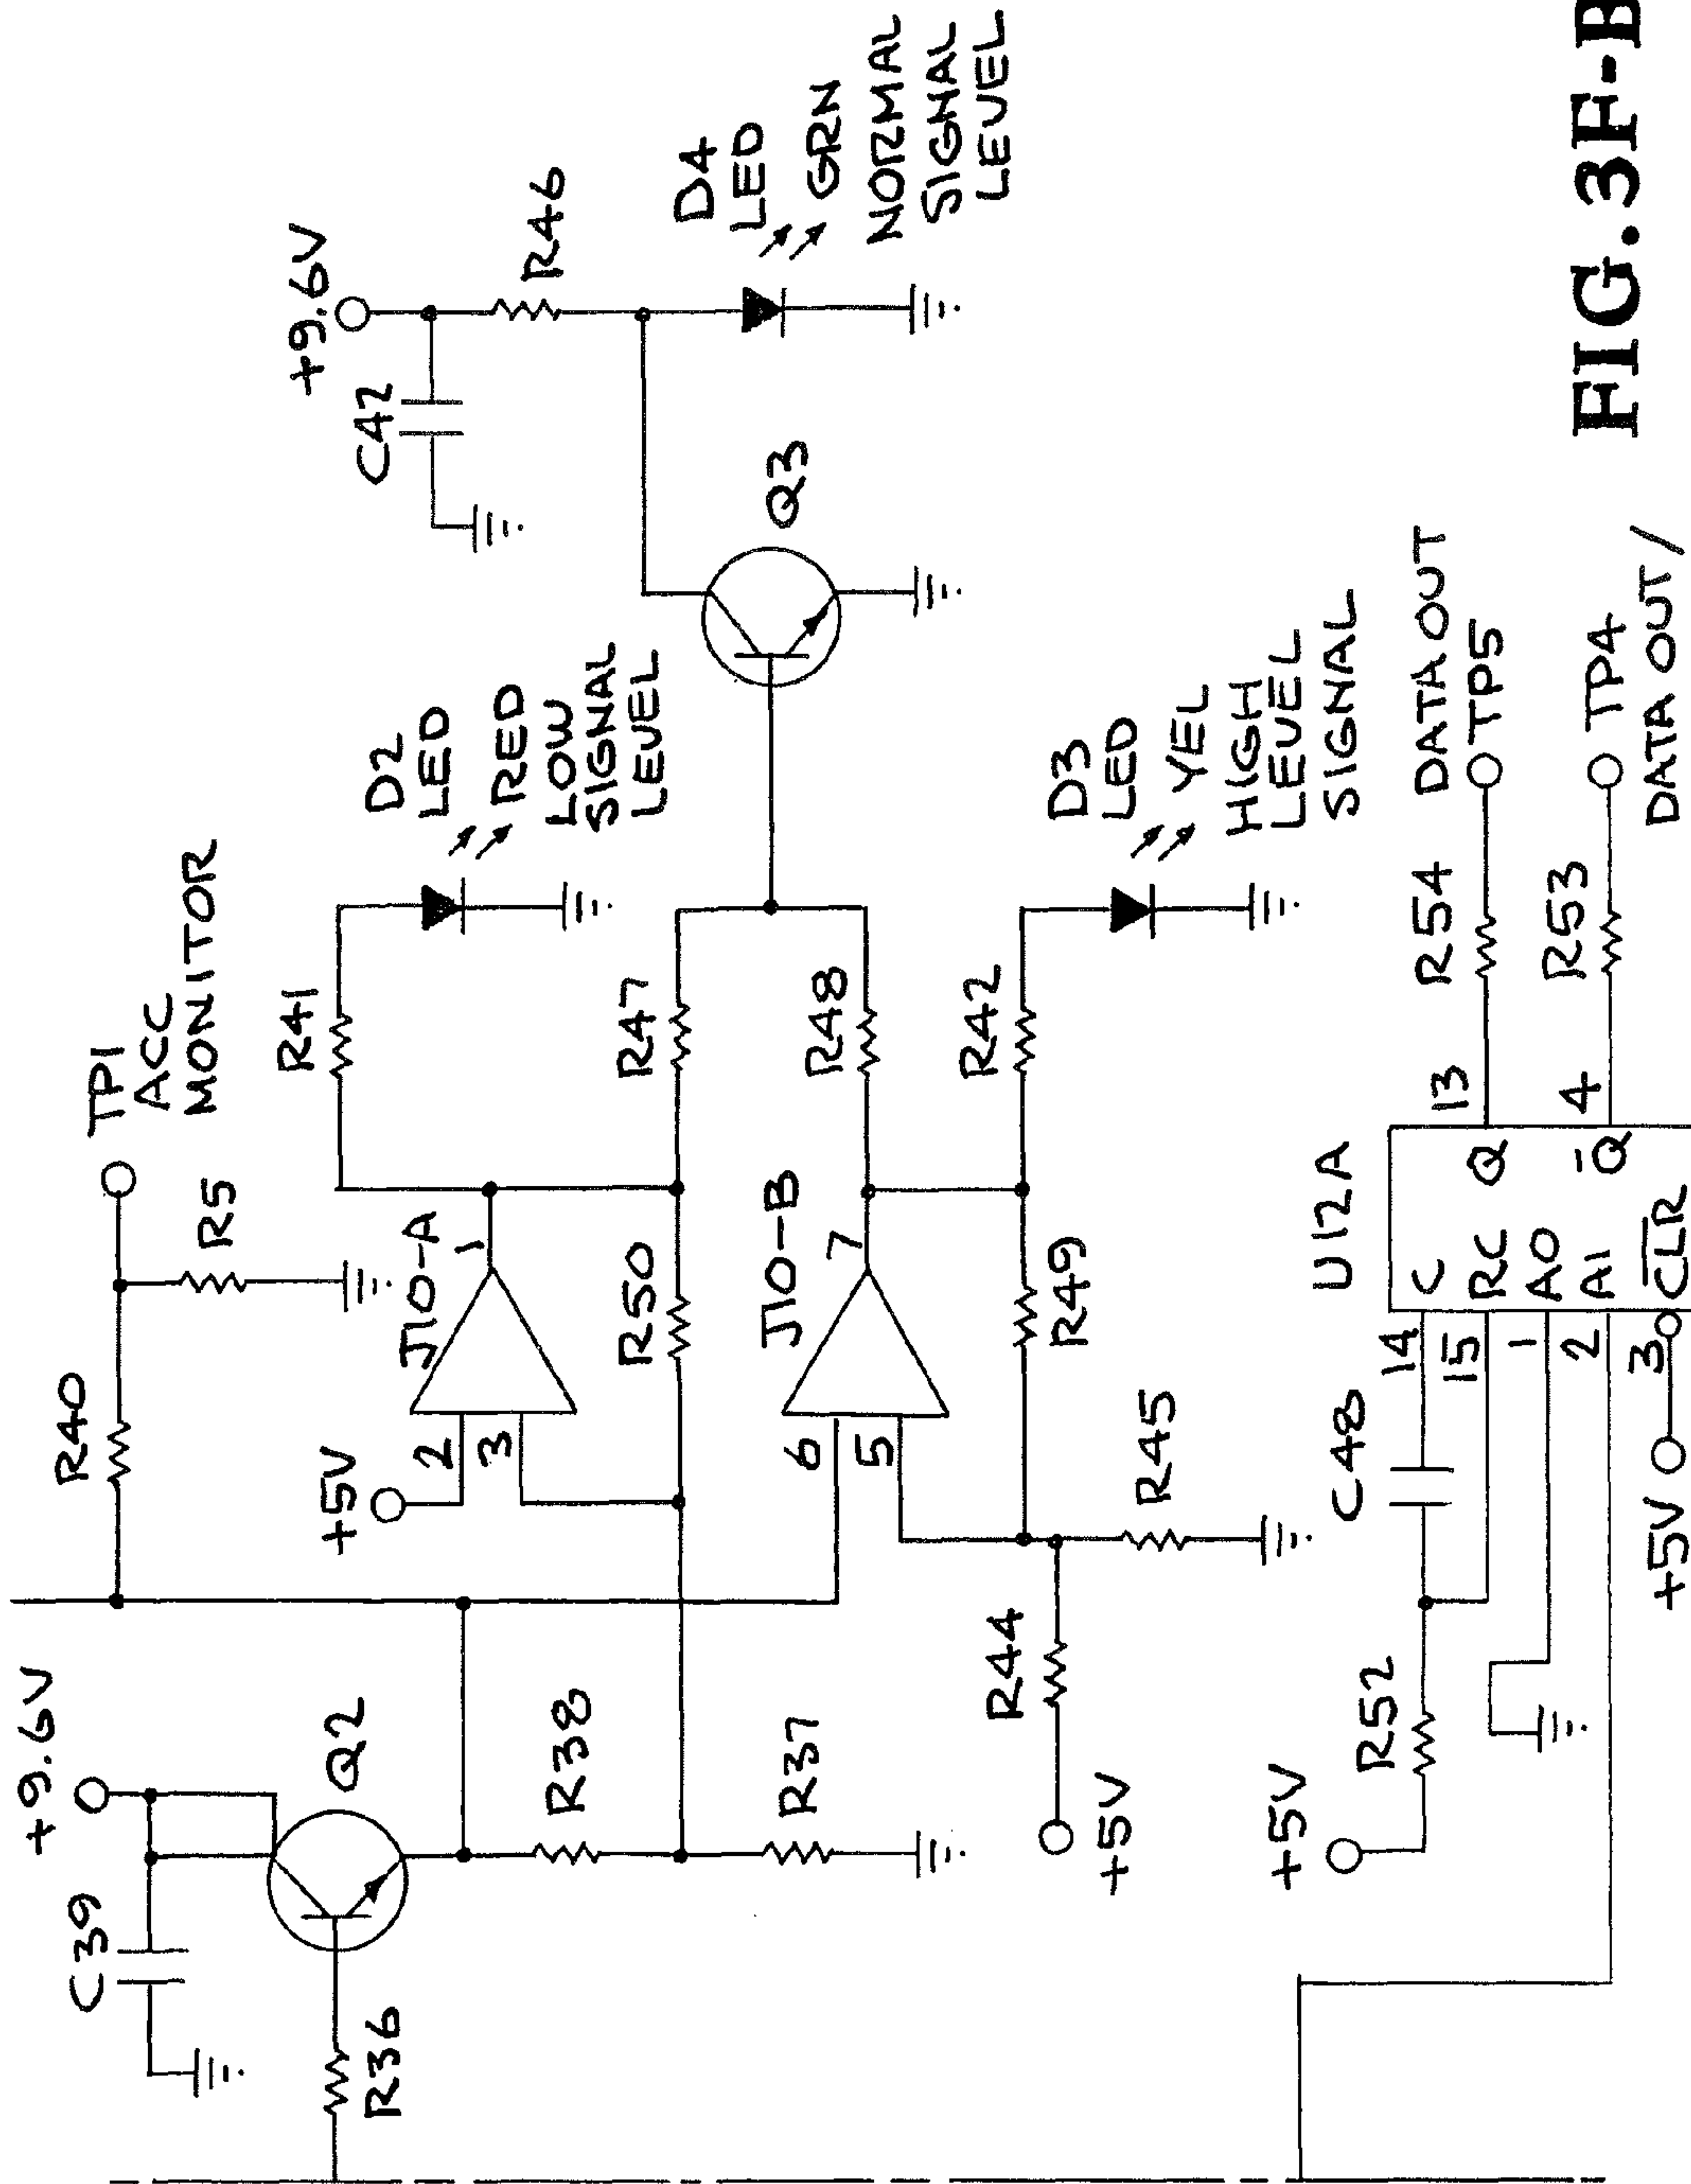 +9.6V
C39
Q2
R36
R38
R37
R40
TP1
ACC
MONITOR
R5
+5V
2
3
J10-A
1
R41
D2
LED
RED
LOW
SIGNAL
LEVEL
R50
R47
+9.6V
C42
R46
D4
LED
GRN
NORMAL
SIGNAL
LEVEL
Q3
6
5
J10-B
7
R48
R49
R42
D3
LED
YEL
HIGH
LEVEL
SIGNAL
R44
+5V
R45
+5V
R52
C48
U12A
14
C
15
RC
1
A0
2
A1
3
CLR
+5V
Q
13
R54
DATA OUT
TP5
Q
4
R53
TP4
DATA OUT /
FIG.3F-B